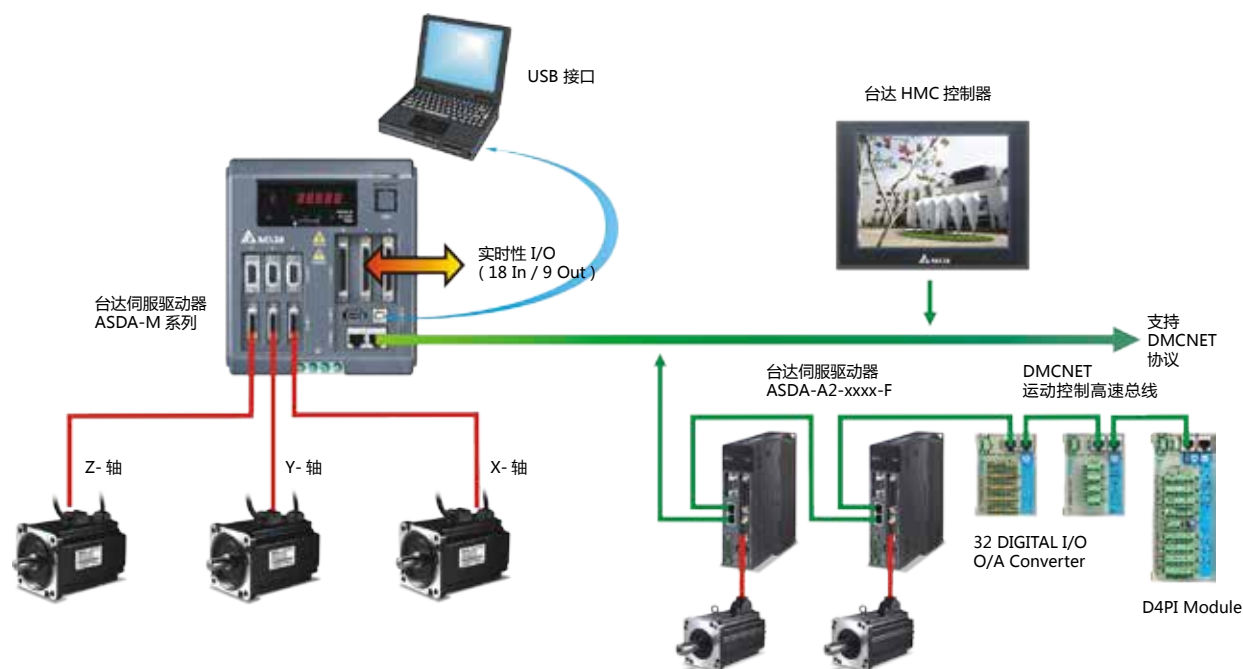 USB 接口
台达 HMC 控制器
实时性 I/O
( 18 In / 9 Out )
台达伺服驱动器
ASDA-M 系列
支持
DMCNET
协议
台达伺服驱动器
ASDA-A2-xxxx-F
DMCNET
运动控制高速总线
Z- 轴
Y- 轴
X- 轴
32 DIGITAL I/O
O/A Converter
D4PI Module